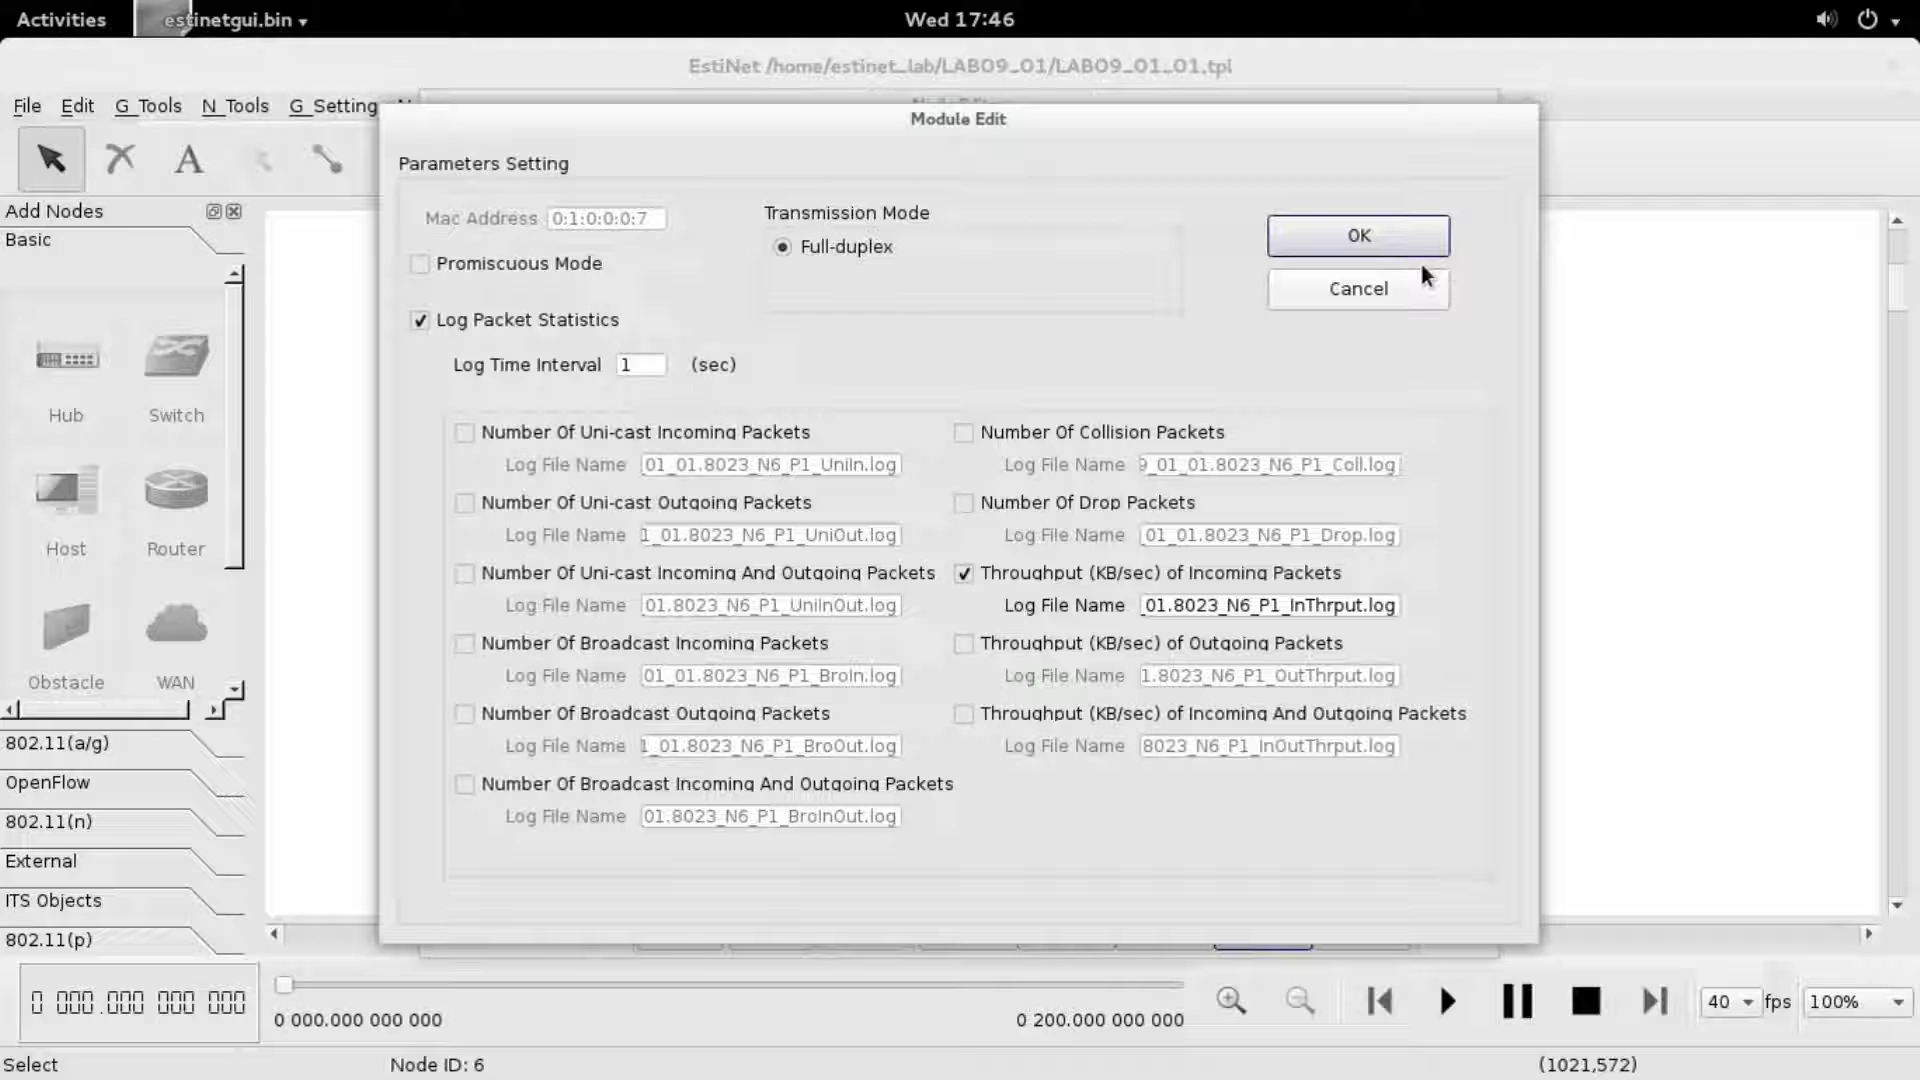 Activities estinetgui.bin Wed 17:46
EstiNet /home/estinet_lab/LAB09_01/LAB09_01_01.tpl
File Edit G_Tools N_Tools G_Setting
Module Edit
Parameters Setting
Add Nodes
Basic
Hub Switch
Host Router
Obstacle WAN
802.11(a/g)
OpenFlow
802.11(n)
External
ITS Objects
802.11(p)
Mac Address 0:1:0:0:0:7
Transmission Mode
Full-duplex
Promiscuous Mode
OK
Cancel
Log Packet Statistics
Log Time Interval 1 (sec)
Number Of Uni-cast Incoming Packets
Log File Name 01_01.8023_N6_P1_UniIn.log
Number Of Uni-cast Outgoing Packets
Log File Name 1_01.8023_N6_P1_UniOut.log
Number Of Uni-cast Incoming And Outgoing Packets
Log File Name 01.8023_N6_P1_UniInOut.log
Number Of Broadcast Incoming Packets
Log File Name 01_01.8023_N6_P1_BroIn.log
Number Of Broadcast Outgoing Packets
Log File Name 1_01.8023_N6_P1_BroOut.log
Number Of Broadcast Incoming And Outgoing Packets
Log File Name 01.8023_N6_P1_BroInOut.log
Number Of Collision Packets
Log File Name 9_01_01.8023_N6_P1_Coll.log
Number Of Drop Packets
Log File Name 01_01.8023_N6_P1_Drop.log
Throughput (KB/sec) of Incoming Packets
Log File Name _01.8023_N6_P1_InThrput.log
Throughput (KB/sec) of Outgoing Packets
Log File Name 1.8023_N6_P1_OutThrput.log
Throughput (KB/sec) of Incoming And Outgoing Packets
Log File Name 8023_N6_P1_InOutThrput.log
0 000.000 000 000
0 000.000 000 000 0 200.000 000 000
40 fps 100%
Select Node ID: 6 (1021,572)